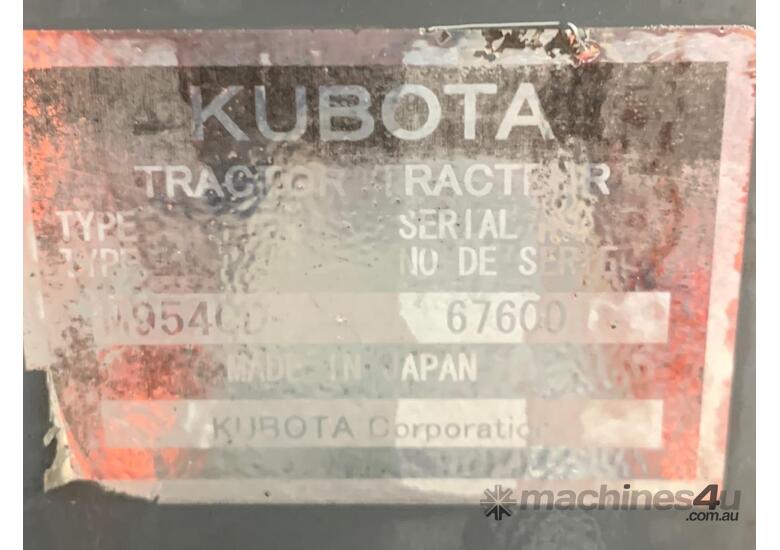 KUBOTA
TRACTOR TRACTEUR
TYPE SERIAL
TYPE NO DE SERIE
M9540D 67600
MADE IN JAPAN
KUBOTA Corporation
machines4u
.com.au